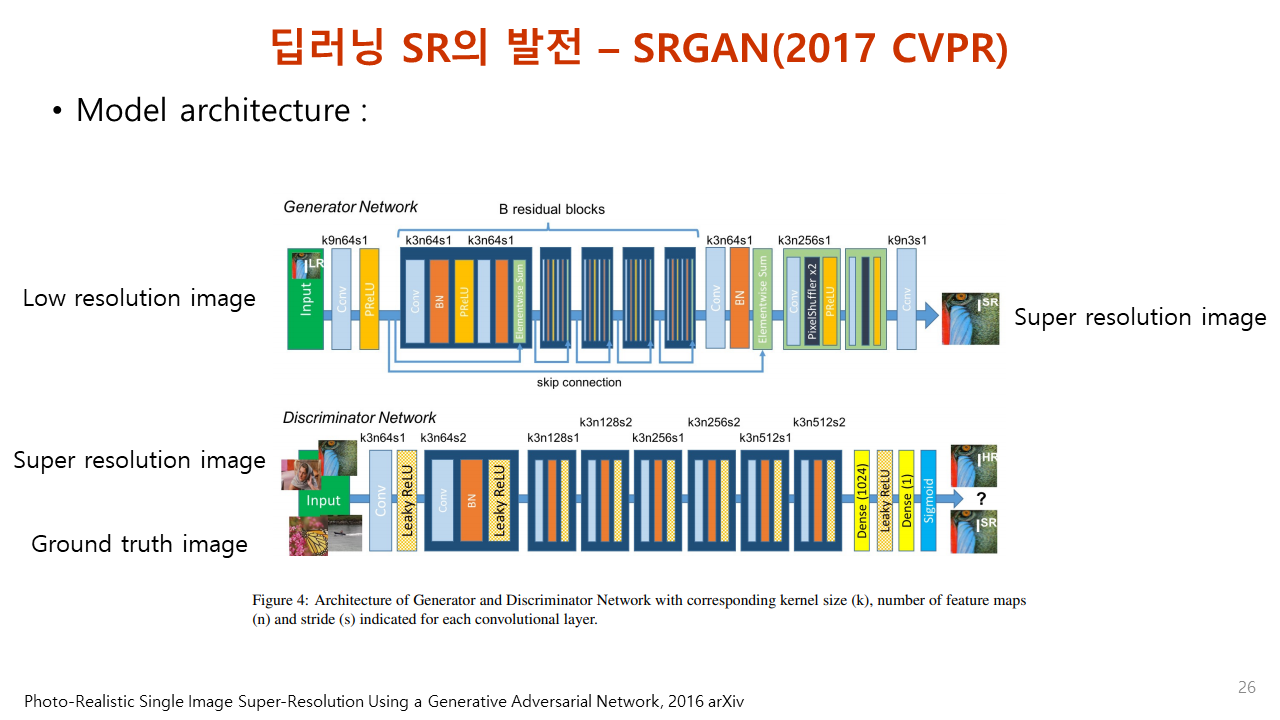 딥러닝 SR의 발전 – SRGAN(2017 CVPR)
• Model architecture :
Generator Network
B residual blocks
k9n64s1 k3n64s1 k3n64s1 k3n64s1 k3n256s1 k9n3s1
Low resolution image
Input
I LR
Conv
PReLU
Conv
BN
PReLU
Elementwise Sum
Conv
BN
Elementwise Sum
Conv
PixelShuffler x2
PReLU
Conv
I SR
Super resolution image
skip connection
Discriminator Network
k3n128s2 k3n256s2 k3n512s2
k3n64s1 k3n64s2 k3n128s1 k3n256s1 k3n512s1
Super resolution image
Ground truth image
Input
Conv
Leaky ReLU
Conv
BN
Leaky ReLU
Dense (1024)
Leaky ReLU
Dense (1)
Sigmoid
I HR
?
I SR
Figure 4: Architecture of Generator and Discriminator Network with corresponding kernel size (k), number of feature maps
(n) and stride (s) indicated for each convolutional layer.
Photo-Realistic Single Image Super-Resolution Using a Generative Adversarial Network, 2016 arXiv
26